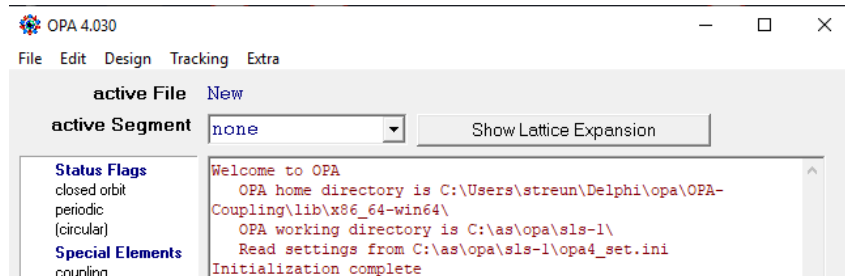 OPA 4.030
File Edit Design Tracking Extra
active File New
active Segment none Show Lattice Expansion
Status Flags
closed orbit
periodic
(circular)
Special Elements
coupling
Welcome to OPA
OPA home directory is C:\Users\streun\Delphi\opa\OPA-
Coupling\lib\x86_64-win64\
OPA working directory is C:\as\opa\sls-1\
Read settings from C:\as\opa\sls-1\opa4_set.ini
Initialization complete